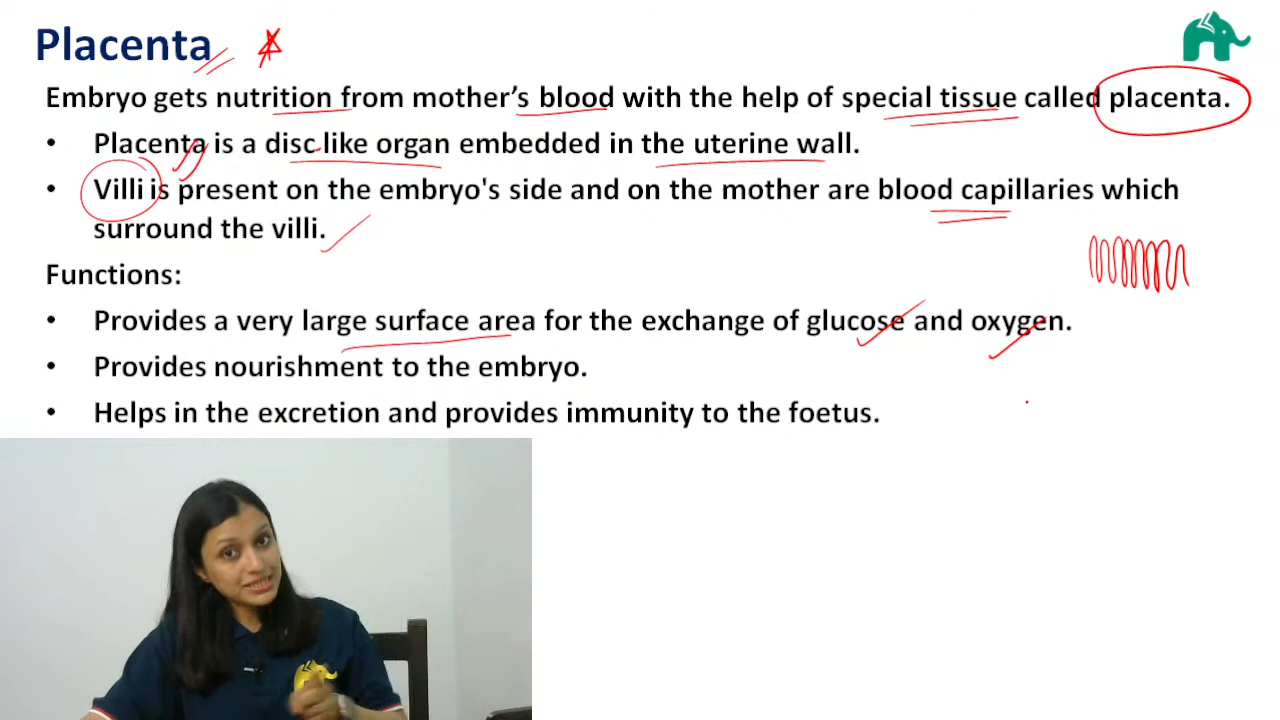 Placenta
Embryo gets nutrition from mother's blood with the help of special tissue called placenta.
• Placenta is a disc like organ embedded in the uterine wall.
• Villi is present on the embryo's side and on the mother are blood capillaries which
surround the villi.
Functions:
• Provides a very large surface area for the exchange of glucose and oxygen.
• Provides nourishment to the embryo.
• Helps in the excretion and provides immunity to the foetus.